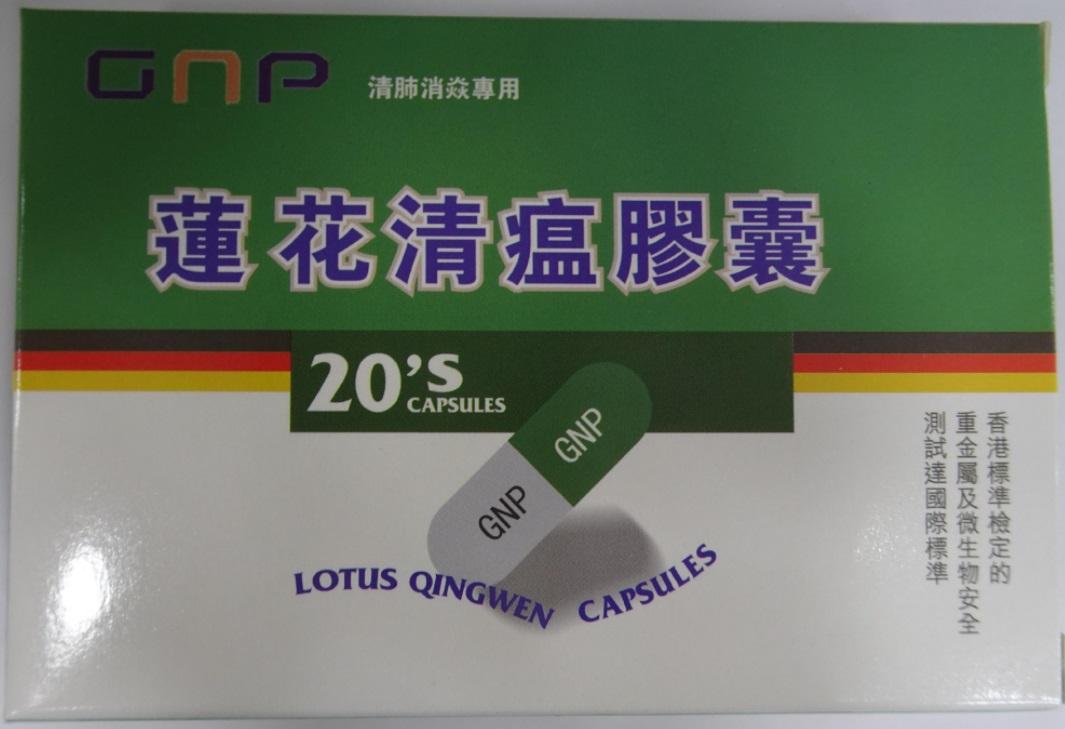 GNP 清肺消焱專用
蓮花清瘟膠囊
20'S
CAPSULES
GNP
GNP
LOTUS QINGWEN CAPSULES
香港標準檢定的
重金屬及微生物安全
測試達國際標準